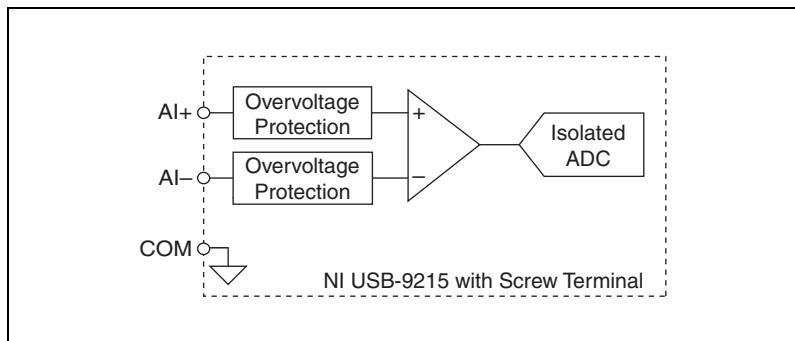 AI+
Overvoltage
Protection
+
Isolated
ADC
AI–
Overvoltage
Protection
–
COM
NI USB-9215 with Screw Terminal